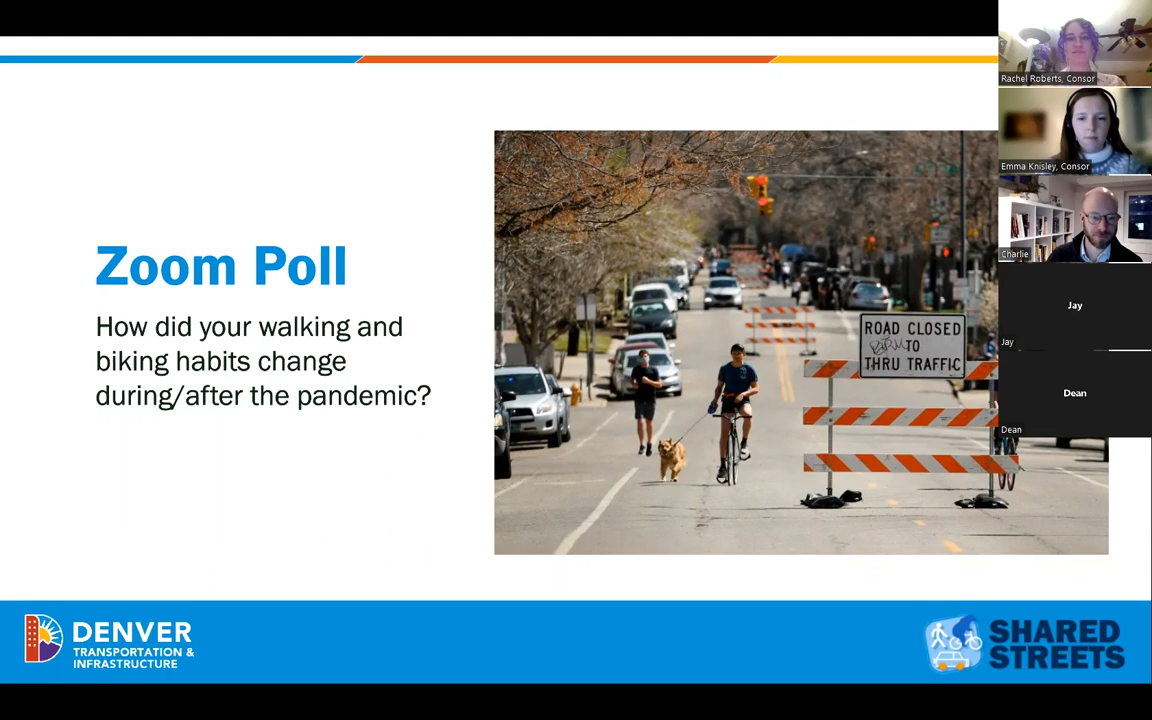 Zoom Poll
How did your walking and
biking habits change
during/after the pandemic?
ROAD CLOSED
TO
THRU TRAFFIC
Rachel Roberts, Consor
Emma Knisley, Consor
Charlie
Jay
Jay
Dean
Dean
DENVER
TRANSPORTATION &
INFRASTRUCTURE
SHARED
STREETS